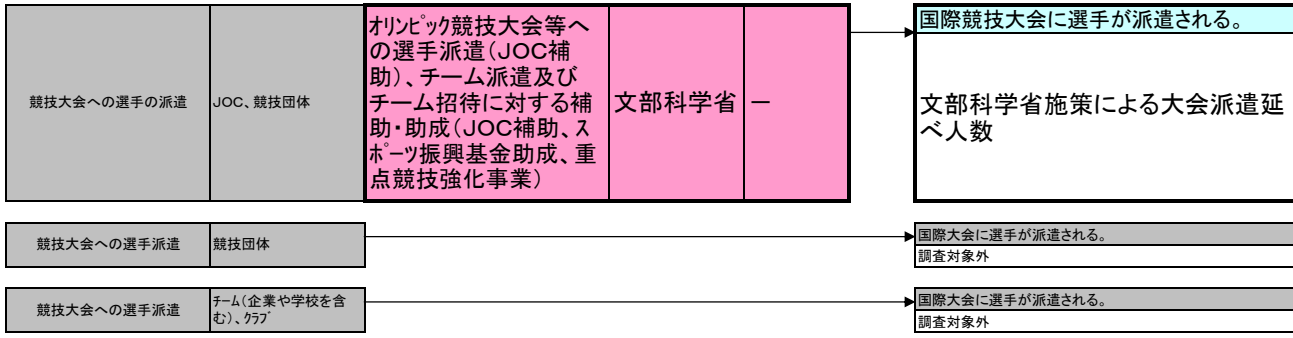 競技大会への選手の派遣
JOC、競技団体
ｵﾘﾝﾋﾟｯｸ競技大会等へ
の選手派遣（JOC補
助）、チーム派遣及び
チーム招待に対する補
助・助成（JOC補助、ｽ
ﾎﾟｰﾂ振興基金助成、重
点競技強化事業）
文部科学省
－
国際競技大会に選手が派遣される。
文部科学省施策による大会派遣延
べ人数
競技大会への選手派遣
競技団体
国際大会に選手が派遣される。
調査対象外
競技大会への選手派遣
ﾁｰﾑ（企業や学校を含
む）、ｸﾗﾌﾞ
国際大会に選手が派遣される。
調査対象外